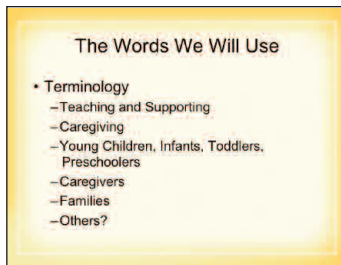 The Words We Will Use
• Terminology
–Teaching and Supporting
–Caregiving
–Young Children, Infants, Toddlers,
Preschoolers
–Caregivers
–Families
–Others?